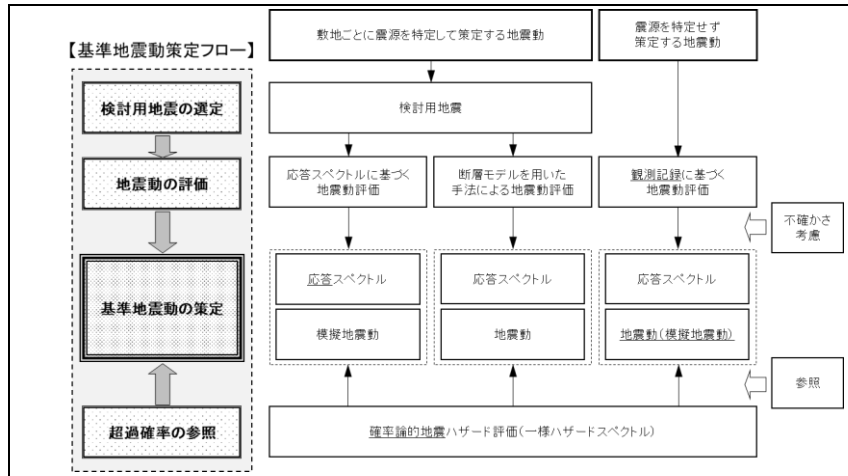 【基準地震動策定フロー】
検討用地震の選定
地震動の評価
基準地震動の策定
超過確率の参照
敷地ごとに震源を特定して策定する地震動
震源を特定せず
策定する地震動
検討用地震
応答スペクトルに基づく
地震動評価
断層モデルを用いた
手法による地震動評価
観測記録に基づく
地震動評価
不確かさ
考慮
応答スペクトル
模擬地震動
応答スペクトル
地震動
応答スペクトル
地震動(模擬地震動)
参照
確率論的地震ハザード評価(一様ハザードスペクトル)